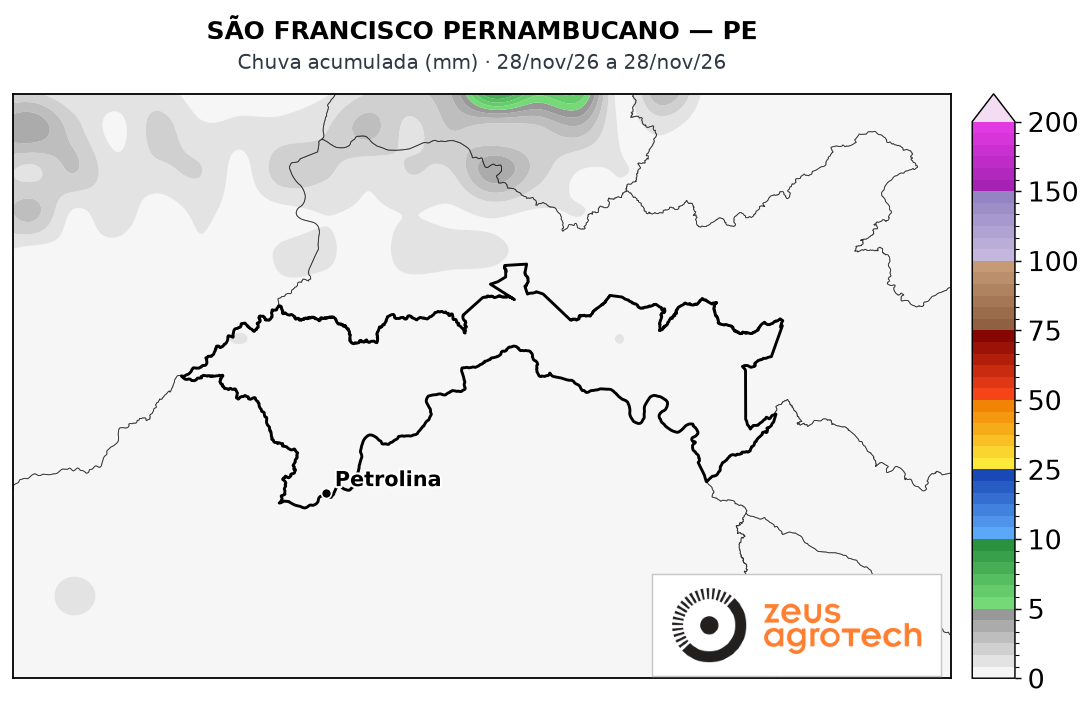 SÃO FRANCISCO PERNAMBUCANO — PE
Chuva acumulada (mm) · 28/nov/26 a 28/nov/26
200
150
100
75
50
25
10
5
0
Petrolina
zeus
agrotech